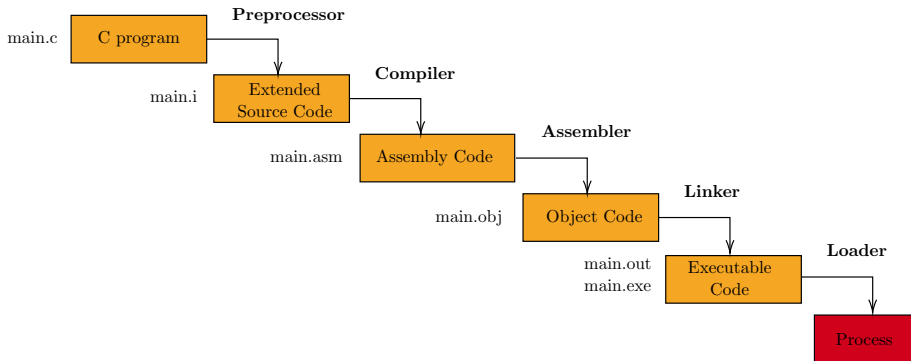 Preprocessor
main.c
C program
Compiler
main.i
Extended
Source Code
Assembler
main.asm
Assembly Code
Linker
main.obj
Object Code
Loader
main.out
main.exe
Executable
Code
Process